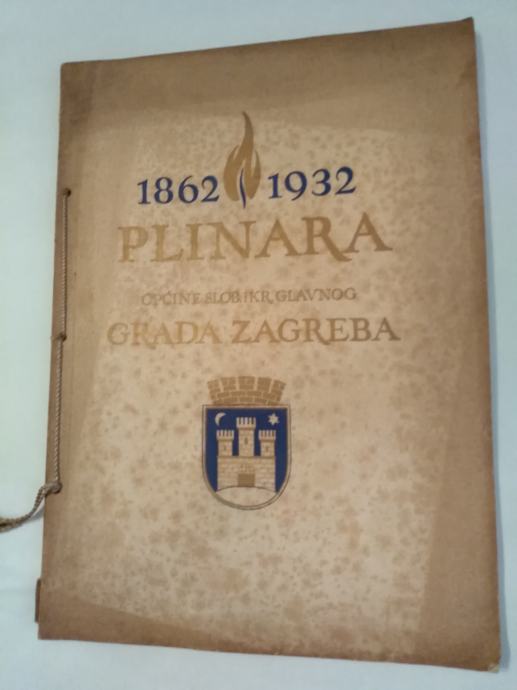 1862 1932
PLINARA
OPĆINE SLOB. I KR. GLAVNOG
GRADA ZAGREBA